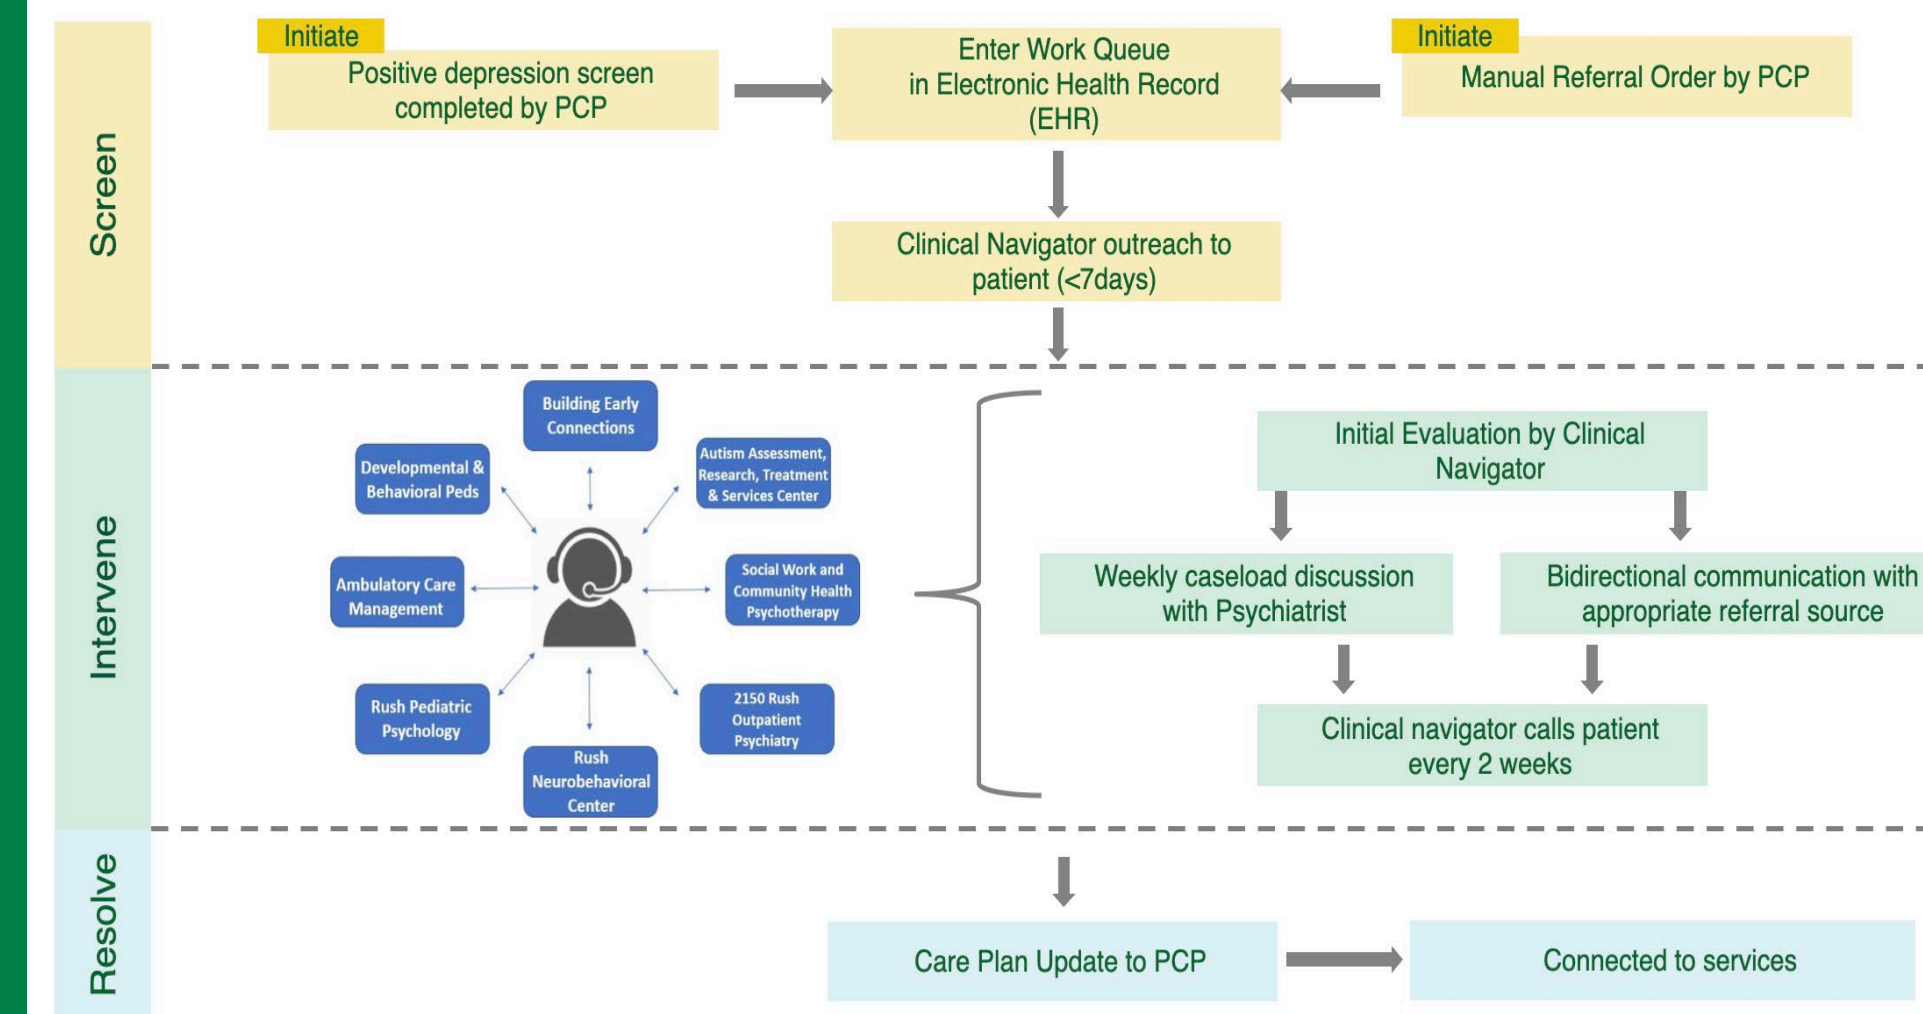 Screen
Initiate
Positive depression screen
completed by PCP
Enter Work Queue
in Electronic Health Record
(EHR)
Initiate
Manual Referral Order by PCP
Clinical Navigator outreach to
patient (<7days)
Intervene
Building Early
Connections
Developmental &
Behavioral Peds
Autism Assessment,
Research, Treatment
& Services Center
Ambulatory Care
Management
Social Work and
Community Health
Psychotherapy
Rush Pediatric
Psychology
2150 Rush
Outpatient
Psychiatry
Rush
Neurobehavioral
Center
Initial Evaluation by Clinical
Navigator
Weekly caseload discussion
with Psychiatrist
Bidirectional communication with
appropriate referral source
Clinical navigator calls patient
every 2 weeks
Resolve
Care Plan Update to PCP
Connected to services